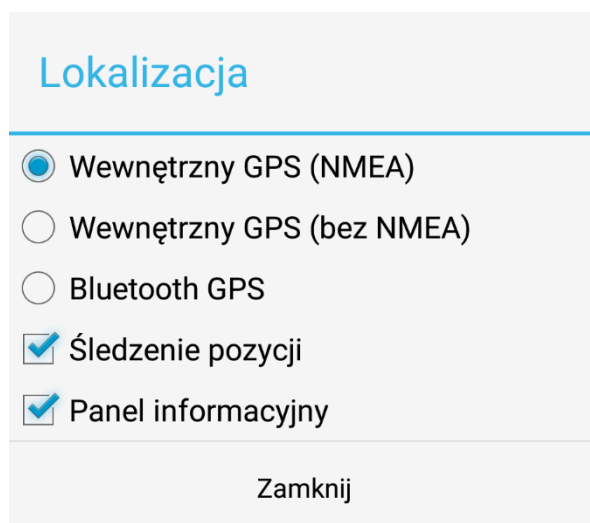 Lokalizacja
Wewnętrzny GPS (NMEA)
Wewnętrzny GPS (bez NMEA)
Bluetooth GPS
Śledzenie pozycji
Panel informacyjny
Zamknij